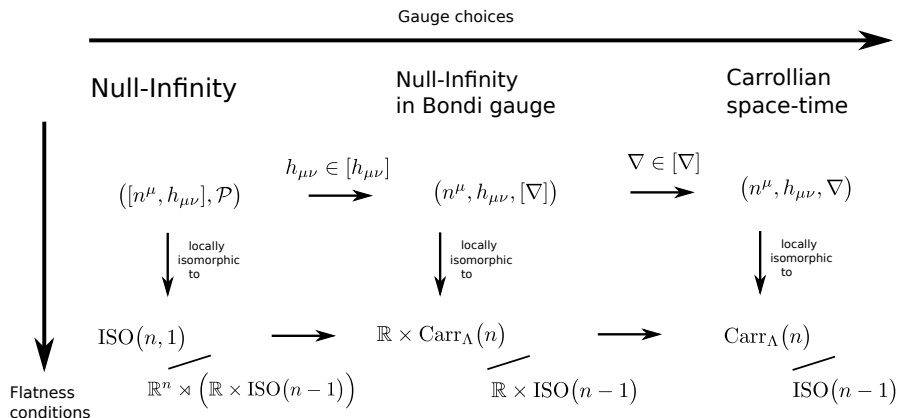 Gauge choices
Null-Infinity
Null-Infinity
in Bondi gauge
Carrollian
space-time
([n^μ, h_{μν}], 𝒫)
h_{μν} ∈ [h_{μν}]
(n^μ, h_{μν}, [∇])
∇ ∈ [∇]
(n^μ, h_{μν}, ∇)
locally
isomorphic
to
locally
isomorphic
to
locally
isomorphic
to
ISO(n, 1)
ℝ^n ⋊ (ℝ × ISO(n − 1))
ℝ × Carr_Λ(n)
ℝ × ISO(n − 1)
Carr_Λ(n)
ISO(n − 1)
Flatness
conditions